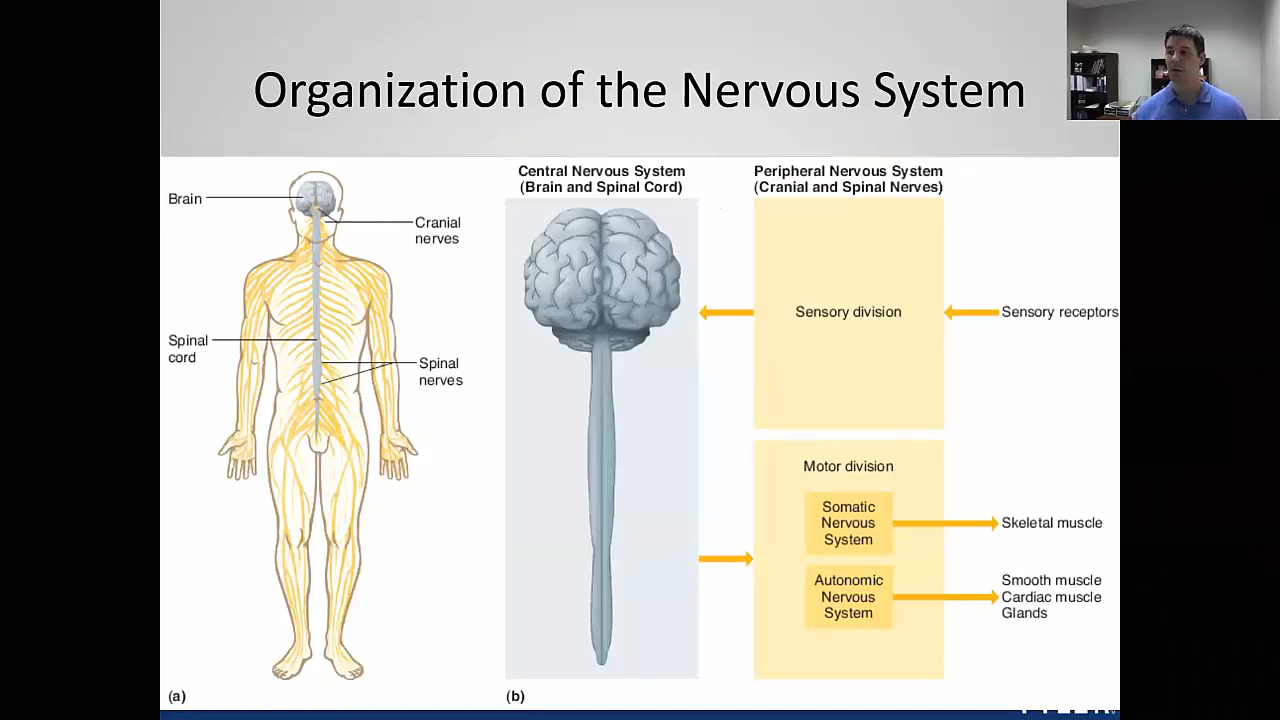 Organization of the Nervous System
Brain
Cranial
nerves
Spinal
cord
Spinal
nerves
(a)
Central Nervous System
(Brain and Spinal Cord)
Peripheral Nervous System
(Cranial and Spinal Nerves)
Sensory division
Sensory receptors
Motor division
Somatic
Nervous
System
Skeletal muscle
Autonomic
Nervous
System
Smooth muscle
Cardiac muscle
Glands
(b)